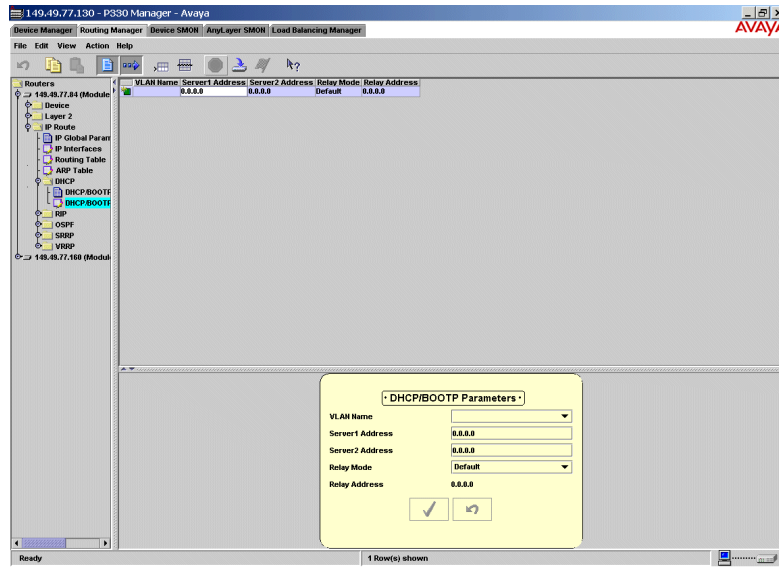 149.49.77.130 - P330 Manager - Avaya
Device Manager Routing Manager Device SMON AnyLayer SMON Load Balancing Manager
AVAYA
File Edit View Action Help
Routers
149.49.77.84 (Module
Device
Layer 2
IP Route
IP Global Param
IP Interfaces
Routing Table
ARP Table
DHCP
DHCP/BOOTP
DHCP/BOOTP
RIP
OSPF
SRRP
VRRP
149.49.77.160 (Module
VLAN Name Server1 Address Server2 Address Relay Mode Relay Address
0.0.0.0 0.0.0.0 Default 0.0.0.0
• DHCP/BOOTP Parameters •
VLAN Name
Server1 Address 0.0.0.0
Server2 Address 0.0.0.0
Relay Mode Default
Relay Address 0.0.0.0
Ready
1 Row(s) shown